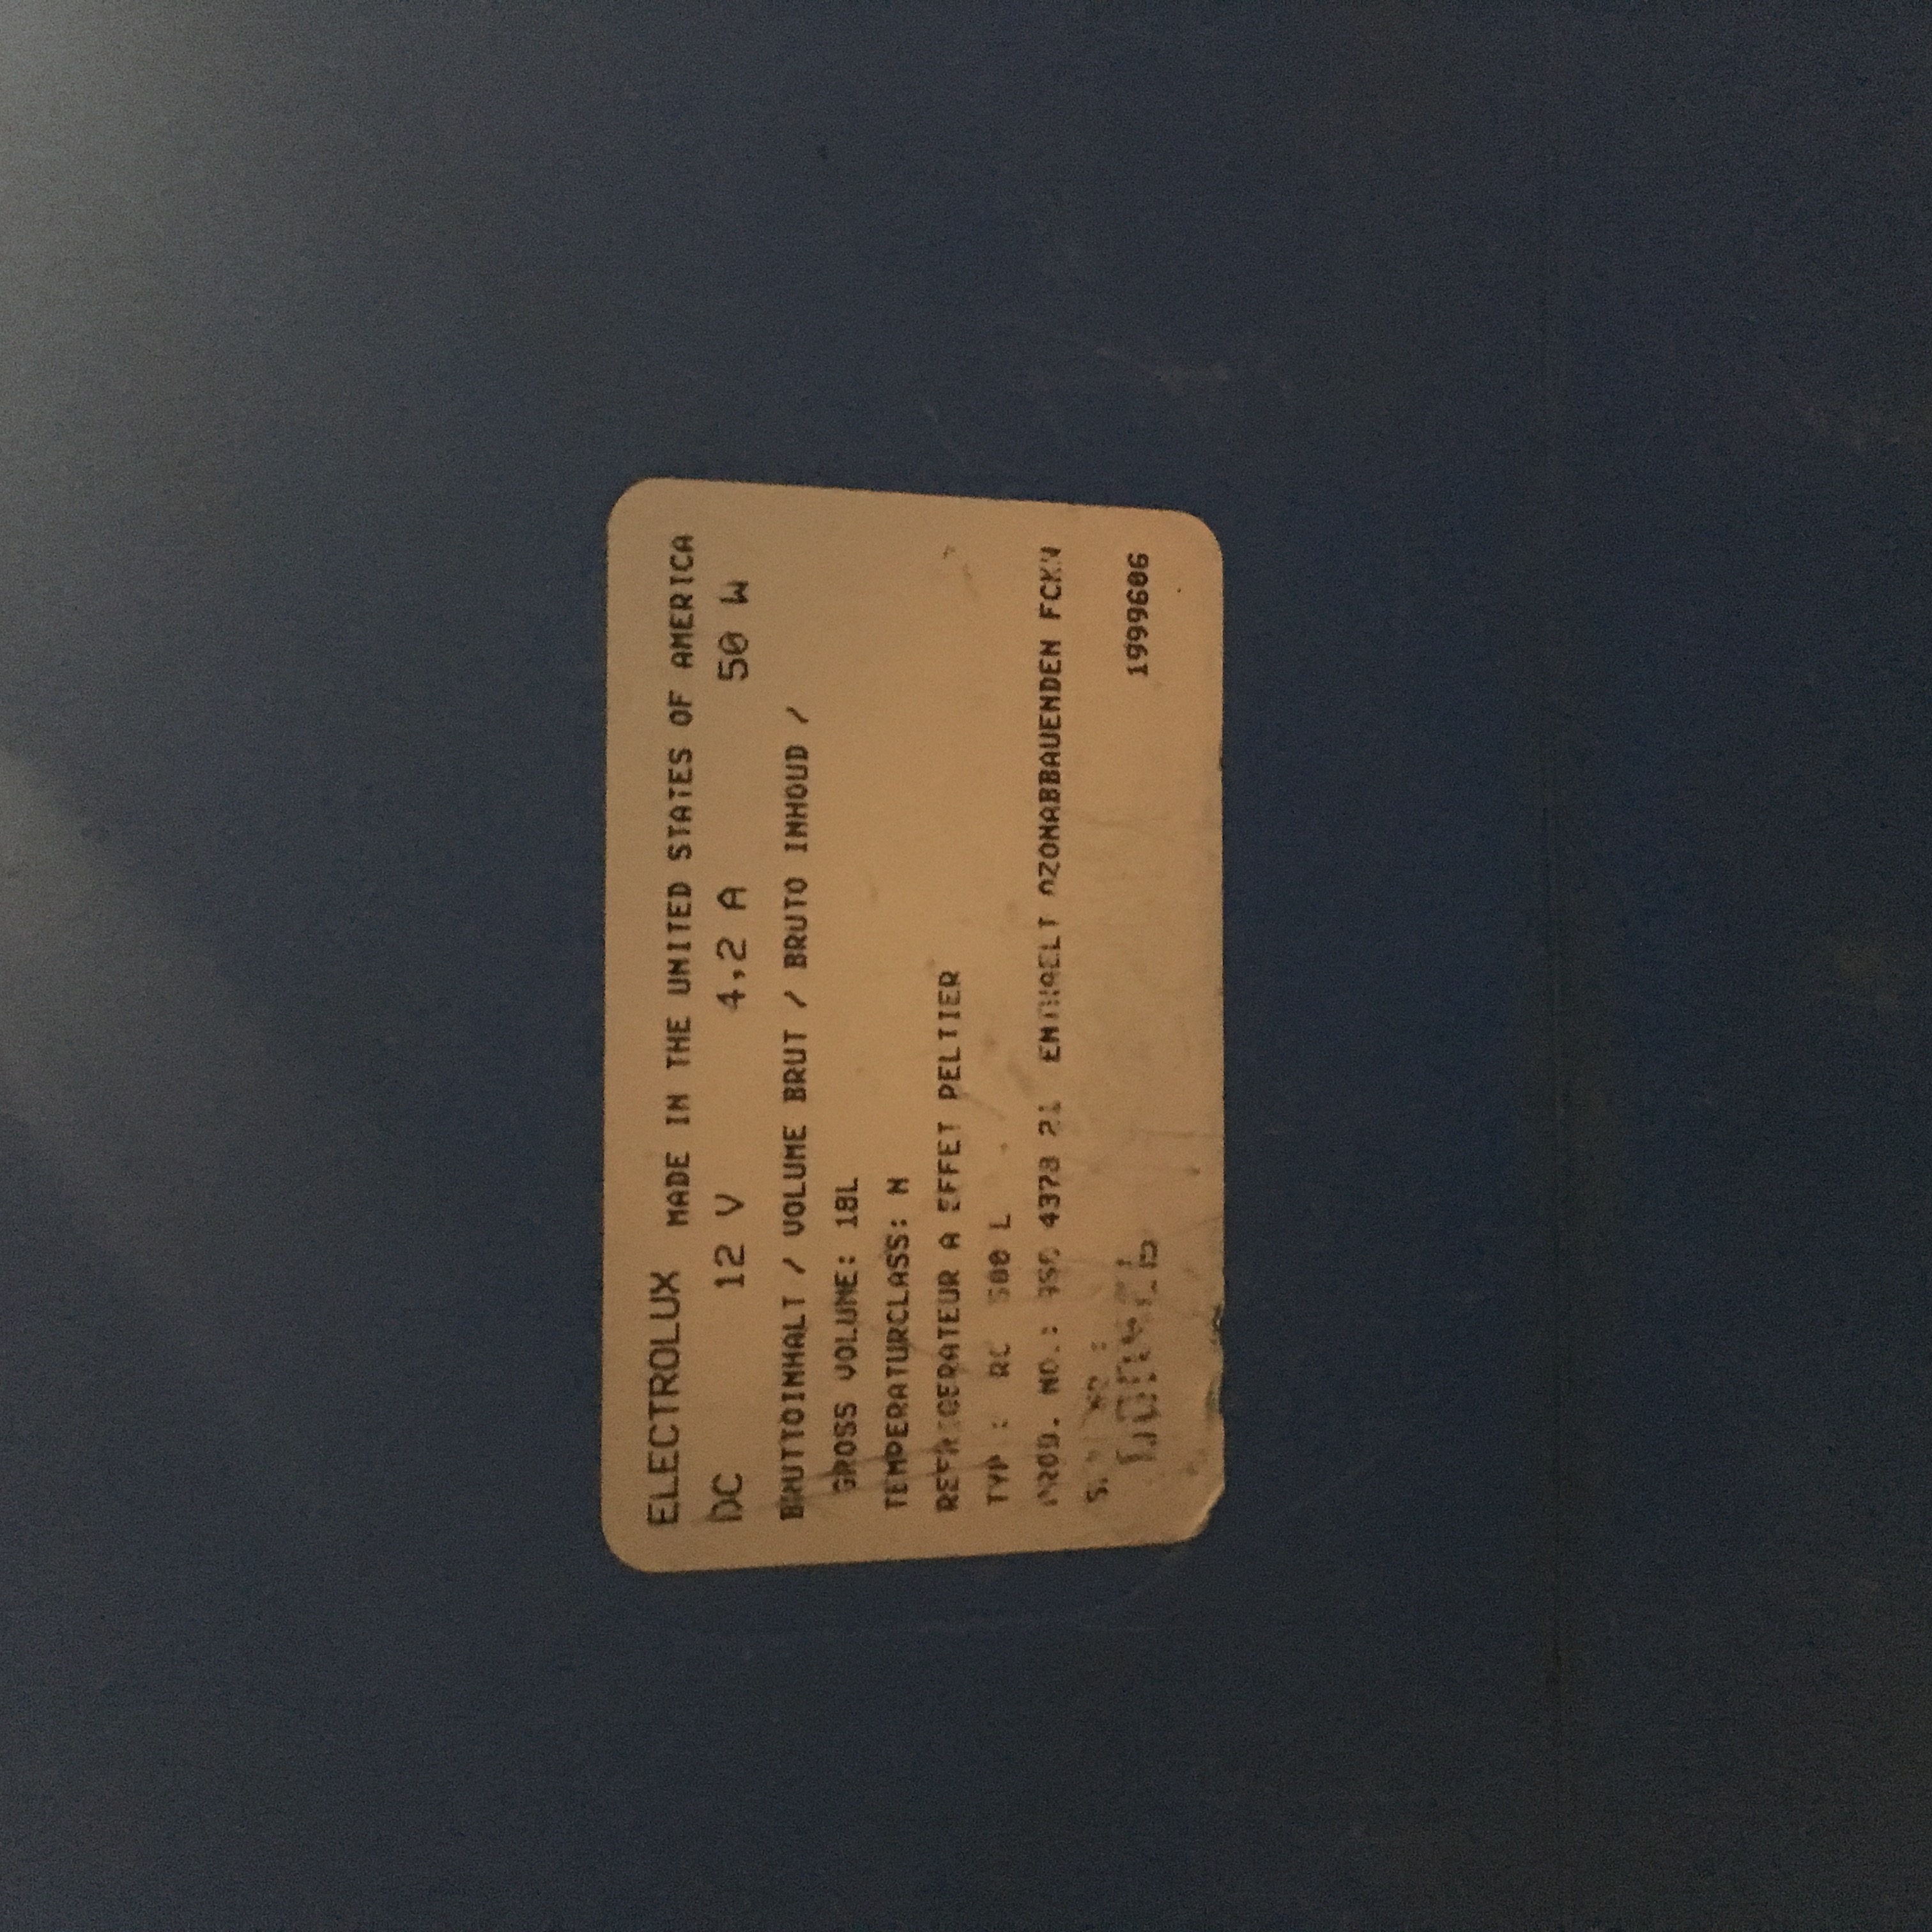 ELECTROLUX MADE IN THE UNITED STATES OF AMERICA
DC 12 V 4,2 A 50 W
BRUTTOINHALT / VOLUME BRUT / BRUTO INHOUD /
GROSS VOLUME: 18L
TEMPERATURCLASS: N
REFRIGERATEUR A EFFET PELTIER
TYP : RC 500 L
PROD. NO.: 950 4378 21 ENTHAELT OZONABBAUENDEN FCKW
1999606